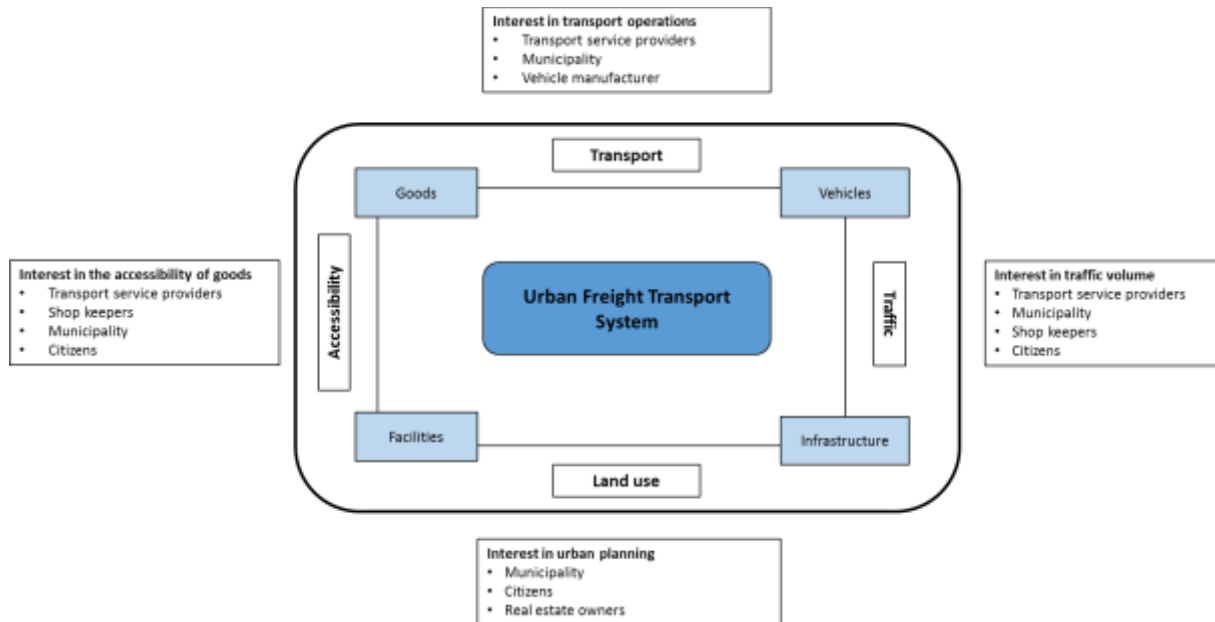 Interest in transport operations
• Transport service providers
• Municipality
• Vehicle manufacturer
Transport
Goods
Vehicles
Accessibility
Urban Freight Transport
System
Traffic
Interest in the accessibility of goods
• Transport service providers
• Shop keepers
• Municipality
• Citizens
Interest in traffic volume
• Transport service providers
• Municipality
• Shop keepers
• Citizens
Facilities
Infrastructure
Land use
Interest in urban planning
• Municipality
• Citizens
• Real estate owners